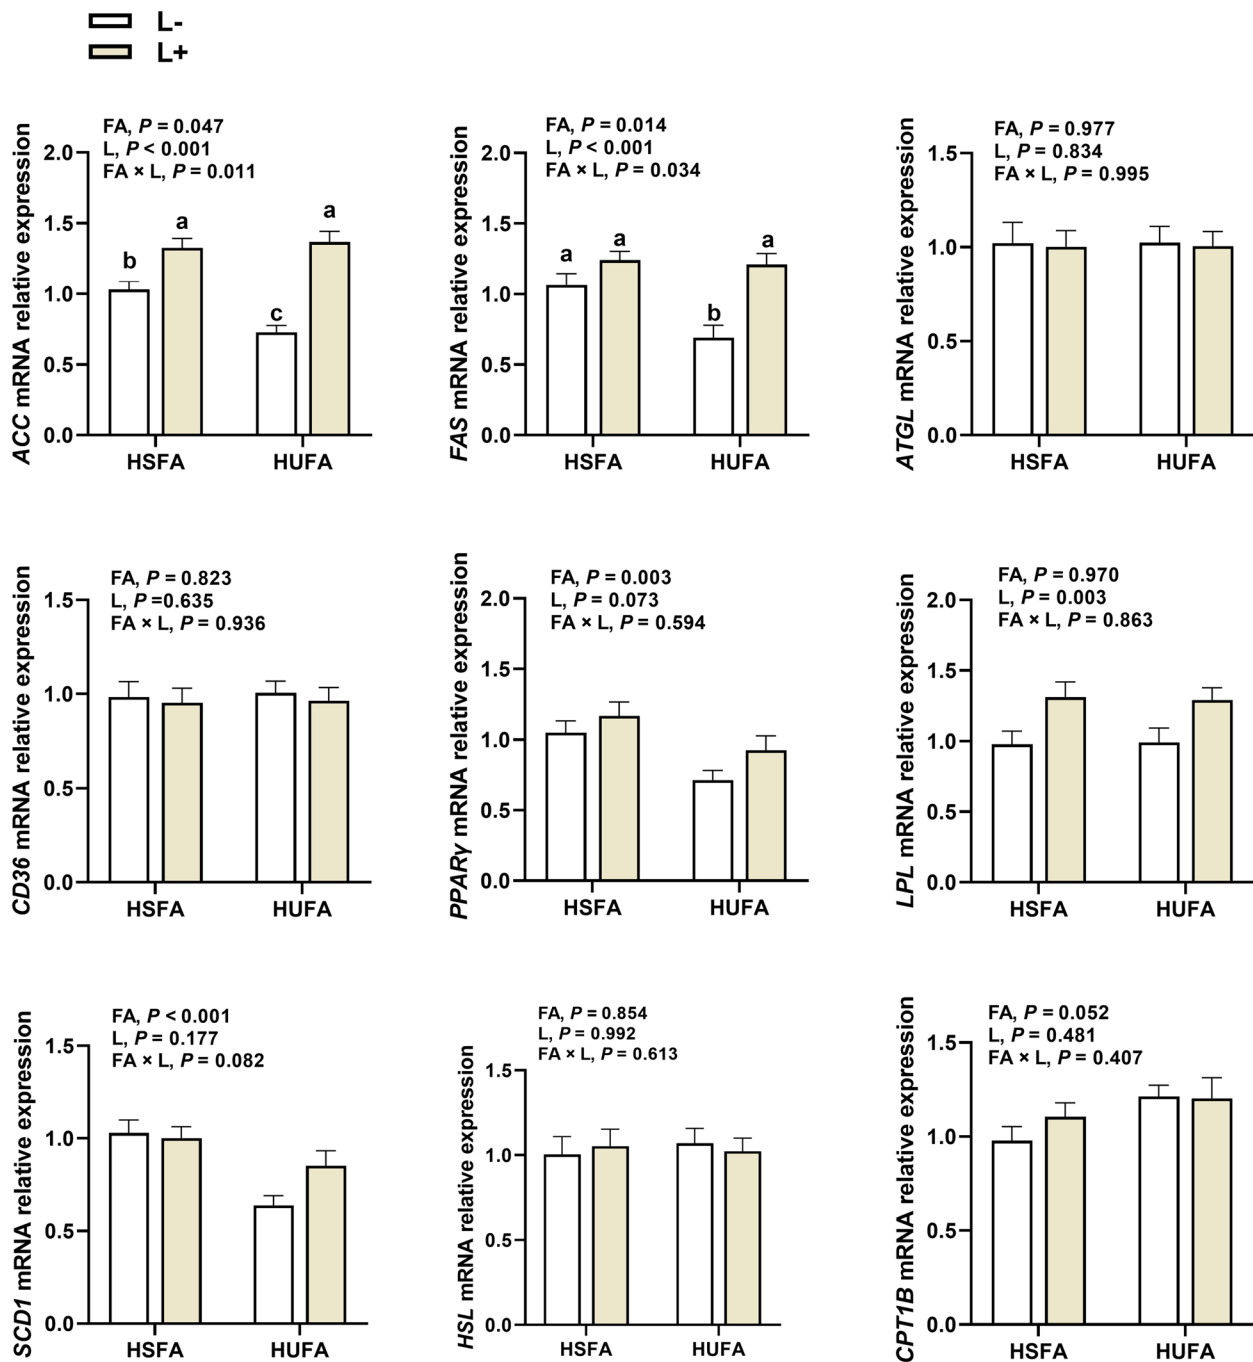 L-
L+
ACC mRNA relative expression
FA, P = 0.047
L, P < 0.001
FA × L, P = 0.011
2.0
1.5
1.0
0.5
0.0
b
a
c
a
HSFA
HUFA
FAS mRNA relative expression
FA, P = 0.014
L, P < 0.001
FA × L, P = 0.034
2.0
1.5
1.0
0.5
0.0
a
a
b
a
HSFA
HUFA
ATGL mRNA relative expression
FA, P = 0.977
L, P = 0.834
FA × L, P = 0.995
1.5
1.0
0.5
0.0
HSFA
HUFA
CD36 mRNA relative expression
FA, P = 0.823
L, P =0.635
FA × L, P = 0.936
1.5
1.0
0.5
0.0
HSFA
HUFA
PPARγ mRNA relative expression
FA, P = 0.003
L, P = 0.073
FA × L, P = 0.594
2.0
1.5
1.0
0.5
0.0
HSFA
HUFA
LPL mRNA relative expression
FA, P = 0.970
L, P = 0.003
FA × L, P = 0.863
2.0
1.5
1.0
0.5
0.0
HSFA
HUFA
SCD1 mRNA relative expression
FA, P < 0.001
L, P = 0.177
FA × L, P = 0.082
1.5
1.0
0.5
0.0
HSFA
HUFA
HSL mRNA relative expression
FA, P = 0.854
L, P = 0.992
FA × L, P = 0.613
1.5
1.0
0.5
0.0
HSFA
HUFA
CPT1B mRNA relative expression
FA, P = 0.052
L, P = 0.481
FA × L, P = 0.407
1.5
1.0
0.5
0.0
HSFA
HUFA